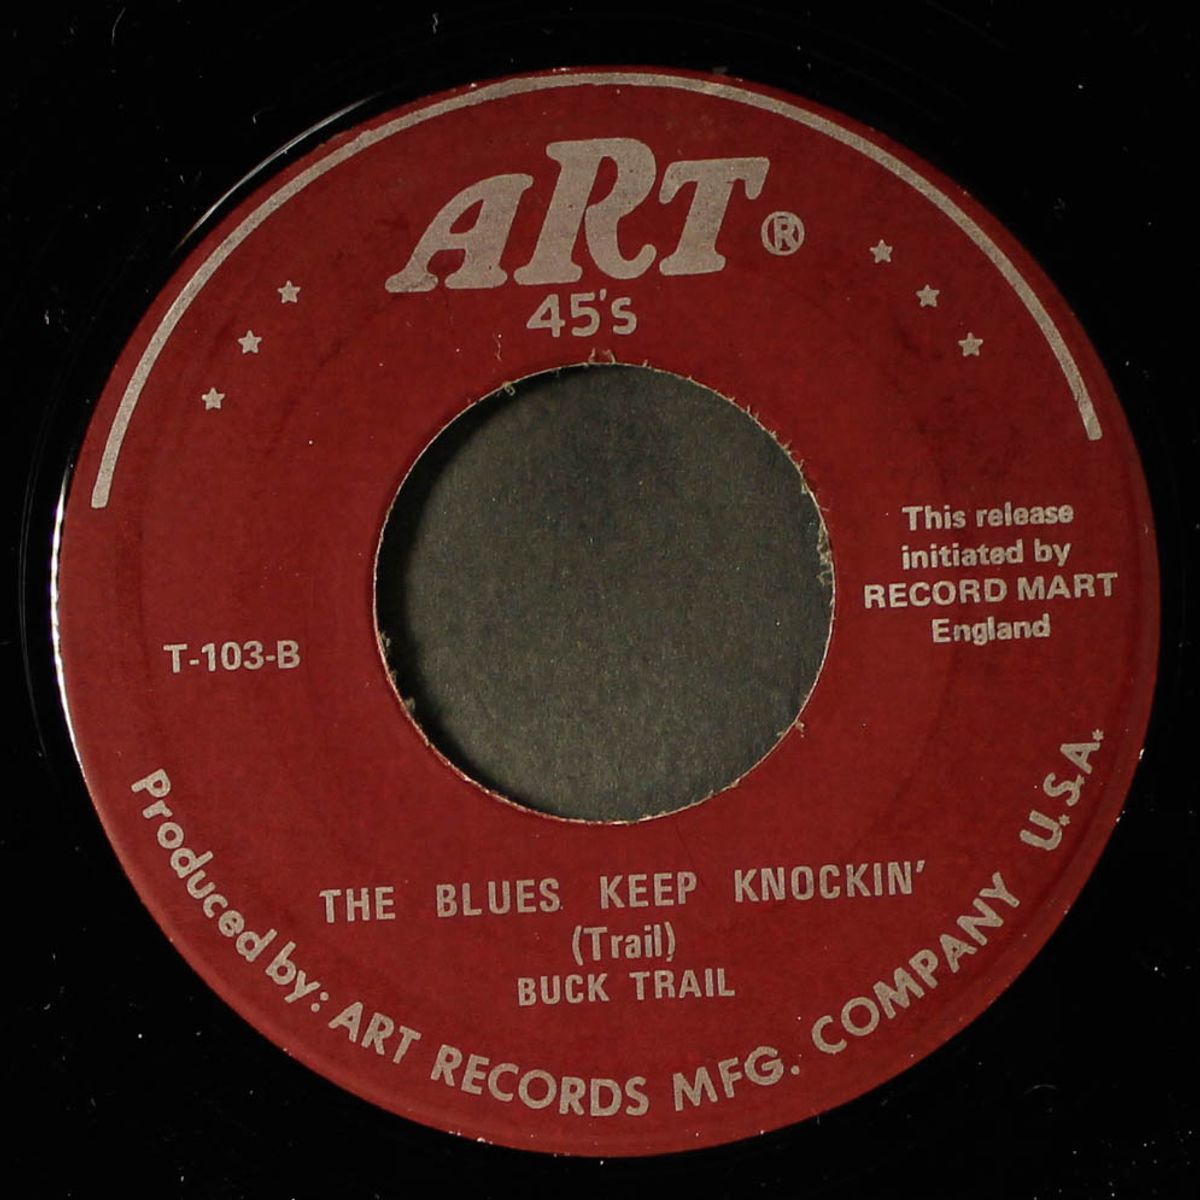 ART®
45's
This release
initiated by
RECORD MART
England
T-103-B
THE BLUES KEEP KNOCKIN'
(Trail)
BUCK TRAIL
Produced by: ART RECORDS MFG. COMPANY U.S.A.